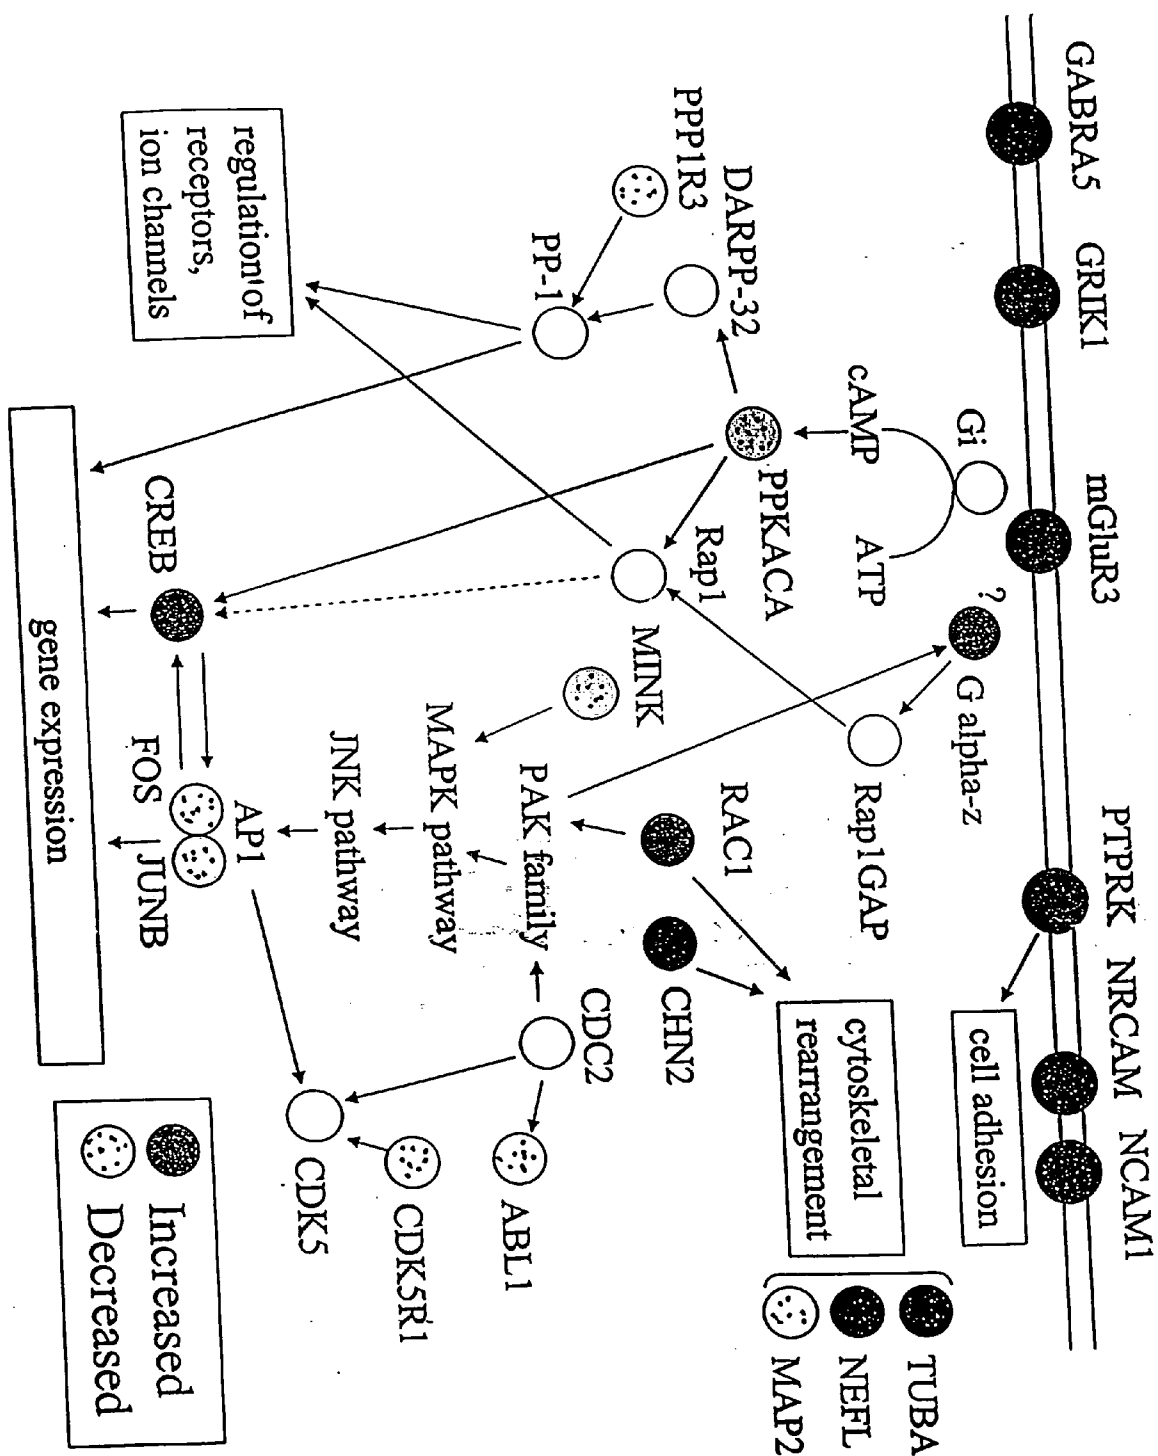 GABRA5
GRIK1
mGluR3
PTPRK
NRCAM
NCAM1
Gi
?
G alpha-z
cell adhesion
cAMP
ATP
Rap1GAP
cytoskeletal
rearrangement
TUBA
NEFL
MAP2
DARPP-32
PPKACA
PPP1R3
Rap1
MINK
RAC1
CHN2
PP-1
PAK family
CDC2
ABL1
MAPK pathway
JNK pathway
CDK5R1
regulation of
receptors,
ion channels
AP1
CDK5
CREB
FOS
JUNB
gene expression
Increased
Decreased